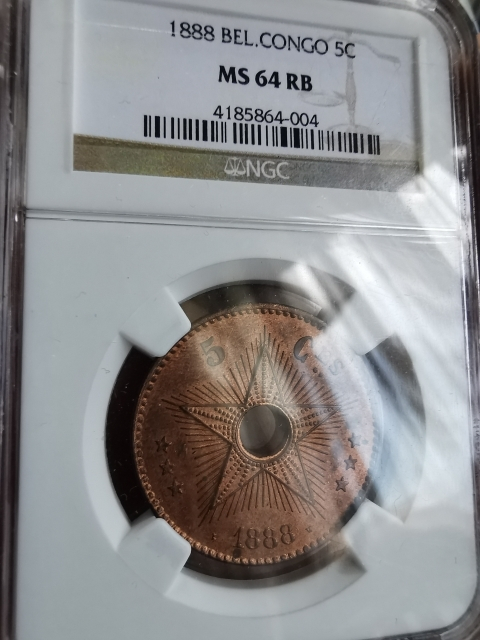 1888 BEL.CONGO 5C
MS 64 RB
4185864-004
NGC
5 C.s
1888